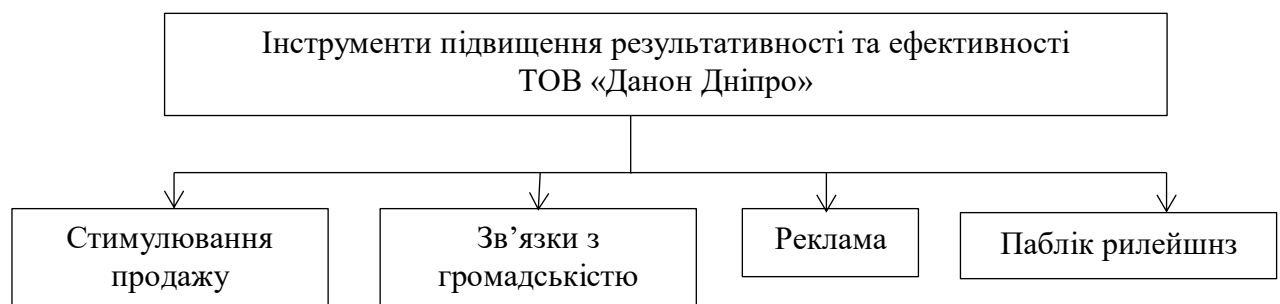 Інструменти підвищення результативності та ефективності
ТОВ «Данон Дніпро»
Стимулювання
продажу
Зв’язки з
громадськістю
Реклама
Паблік рилейшнз